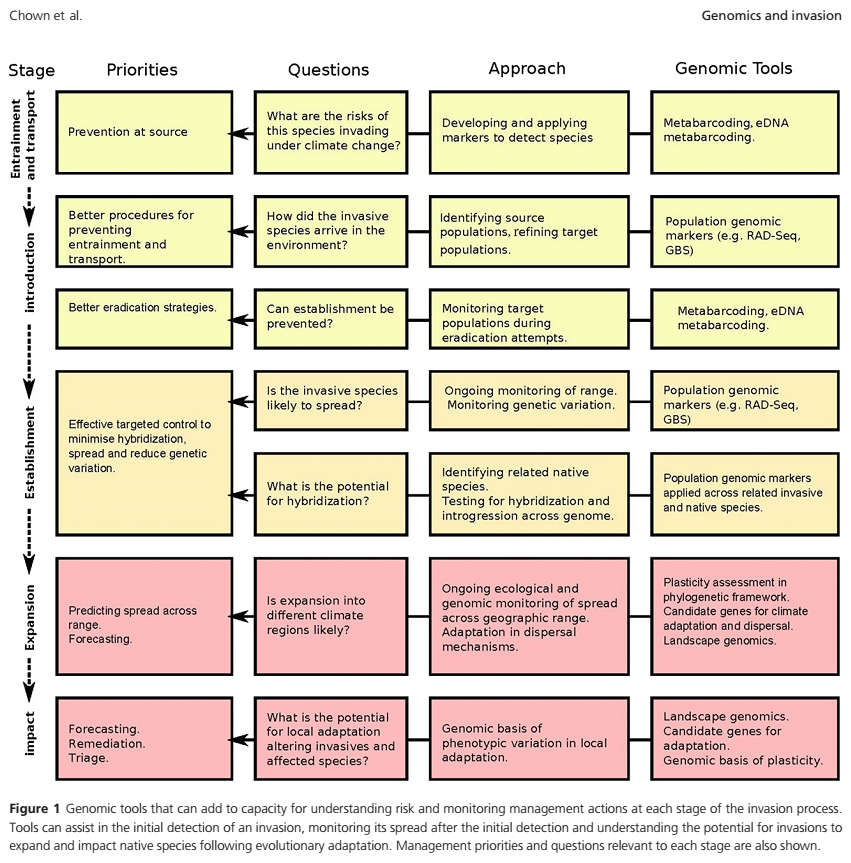 Chown et al.
Genomics and invasion
Stage
Priorities
Questions
Approach
Genomic Tools
Entrainment
and transport
Prevention at source
What are the risks of
this species invading
under climate change?
Developing and applying
markers to detect species
Metabarcoding, eDNA
metabarcoding.
introduction
Better procedures for
preventing
entrainment and
transport.
How did the invasive
species arrive in the
environment?
Identifying source
populations, refining target
populations.
Population genomic
markers (e.g. RAD-Seq,
GBS)
Better eradication strategies.
Can establishment be
prevented?
Monitoring target
populations during
eradication attempts.
Metabarcoding, eDNA
metabarcoding.
Establishment
Effective targeted control to
minimise hybridization,
spread and reduce genetic
variation.
Is the invasive species
likely to spread?
Ongoing monitoring of range.
Monitoring genetic variation.
Population genomic
markers (e.g. RAD-Seq,
GBS)
What is the potential
for hybridization?
Identifying related native
species.
Testing for hybridization and
introgression across genome.
Population genomic markers
applied across related invasive
and native species.
Expansion
Predicting spread across
range.
Forecasting.
Is expansion into
different climate
regions likely?
Ongoing ecological and
genomic monitoring of spread
across geographic range.
Adaptation in dispersal
mechanisms.
Plasticity assessment in
phylogenetic framework.
Candidate genes for climate
adaptation and dispersal.
Landscape genomics.
impact
Forecasting.
Remediation.
Triage.
What is the potential
for local adaptation
altering invasives and
affected species?
Genomic basis of
phenotypic variation in local
adaptation.
Landscape genomics.
Candidate genes for
adaptation.
Genomic basis of plasticity.
Figure 1 Genomic tools that can add to capacity for understanding risk and monitoring management actions at each stage of the invasion process.
Tools can assist in the initial detection of an invasion, monitoring its spread after the initial detection and understanding the potential for invasions to
expand and impact native species following evolutionary adaptation. Management priorities and questions relevant to each stage are also shown.